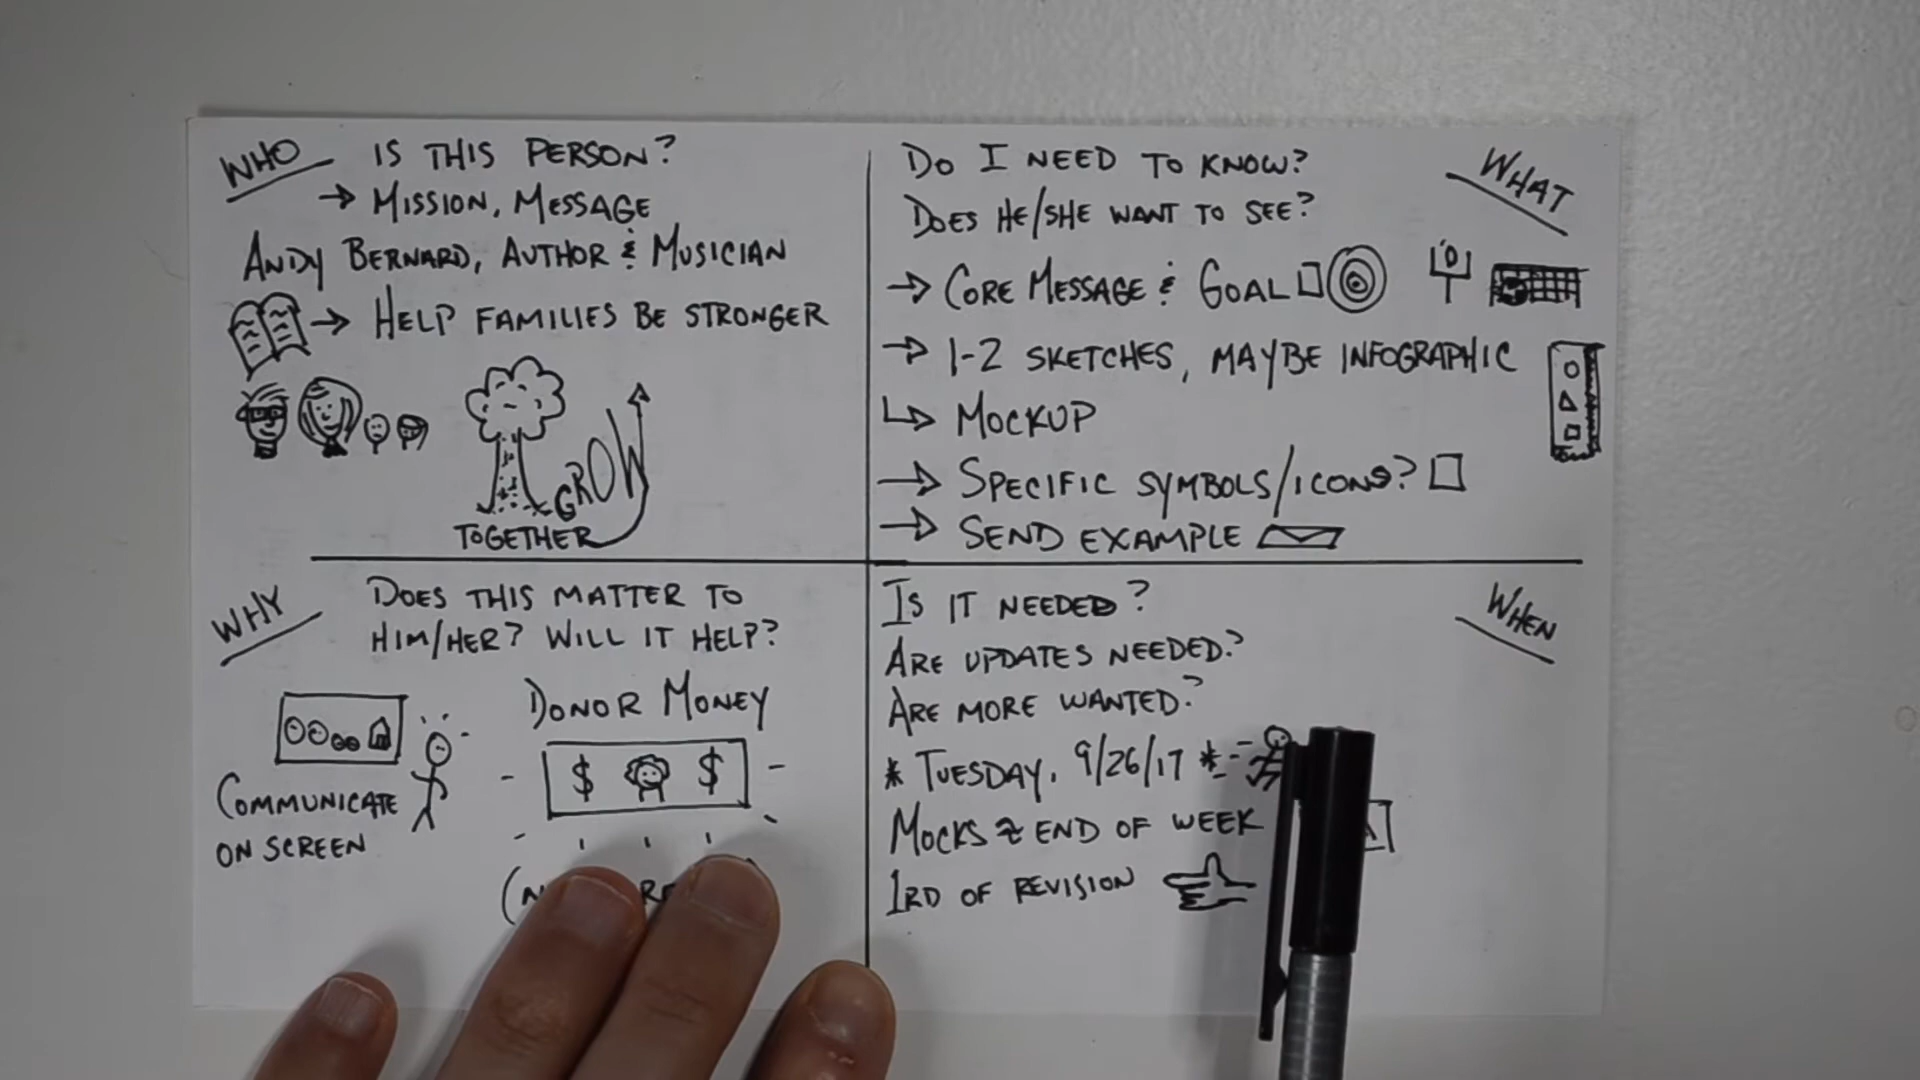 WHO IS THIS PERSON?
→ MISSION, MESSAGE
ANDY BERNARD, AUTHOR & MUSICIAN
→ HELP FAMILIES BE STRONGER
GROW
TOGETHER
WHAT
DO I NEED TO KNOW?
DOES HE/SHE WANT TO SEE?
→ CORE MESSAGE & GOAL
→ 1-2 SKETCHES, MAYBE INFOGRAPHIC
↳ MOCKUP
→ SPECIFIC SYMBOLS/ICONS?
→ SEND EXAMPLE
WHY DOES THIS MATTER TO
HIM/HER? WILL IT HELP?
DONOR MONEY
$ $
COMMUNICATE
ON SCREEN
WHEN
IS IT NEEDED?
ARE UPDATES NEEDED?
ARE MORE WANTED?
* TUESDAY, 9/26/17 *
MOCKS ≈ END OF WEEK
1RD OF REVISION